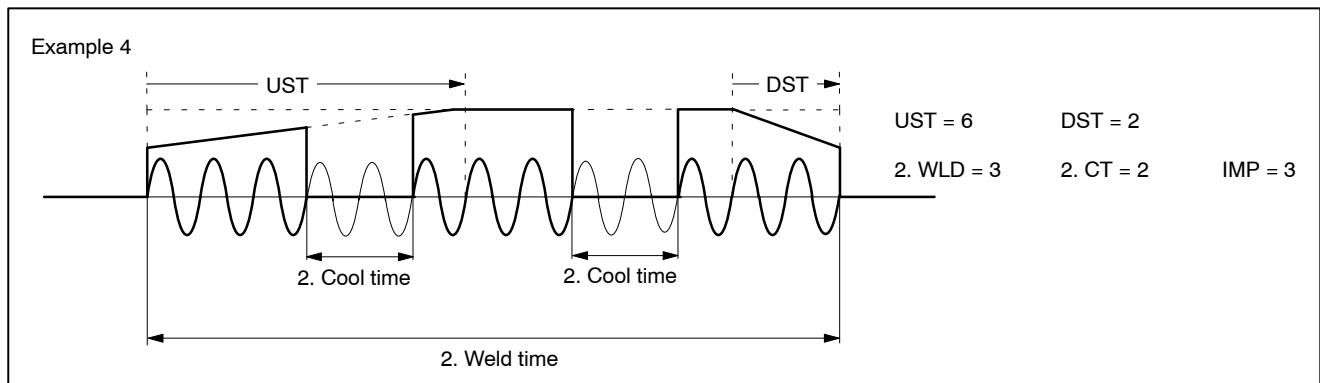 Example 4
UST
DST
UST = 6 DST = 2
2. WLD = 3 2. CT = 2 IMP = 3
2. Cool time
2. Cool time
2. Weld time